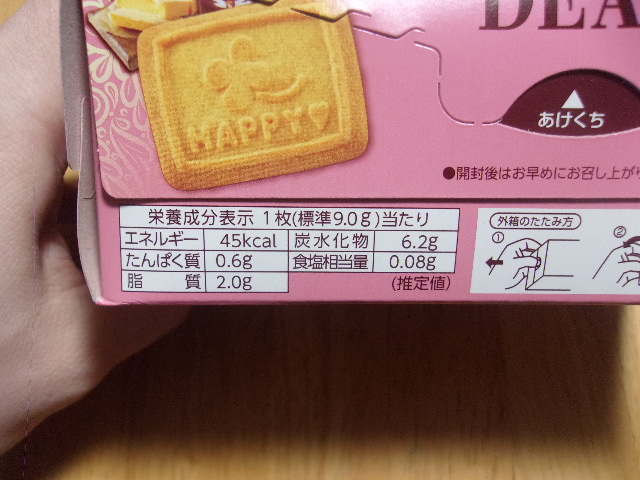 DEA
HAPPY♡
あけくち
●開封後はお早めにお召し上が
栄養成分表示 1枚(標準9.0g)当たり
エネルギー 45kcal 炭水化物 6.2g
たんぱく質 0.6g 食塩相当量 0.08g
脂質 2.0g (推定値)
外箱のたたみ方
① ②